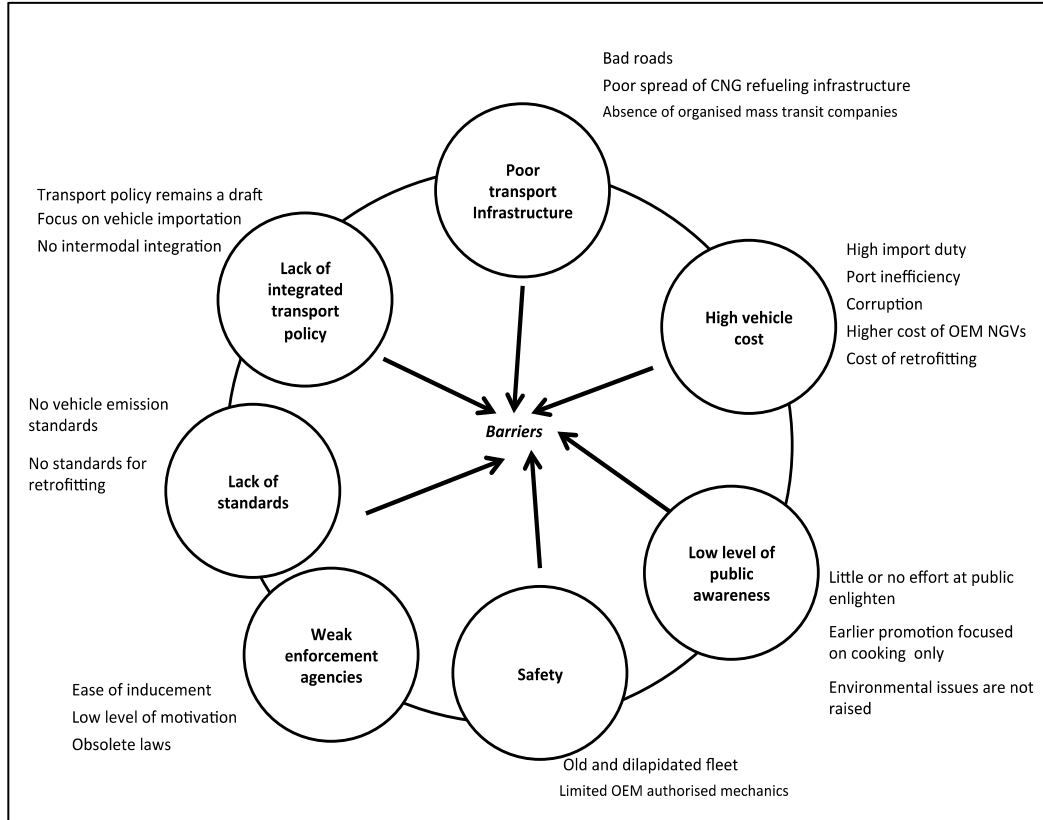 Bad roads
Poor spread of CNG refueling infrastructure
Absence of organised mass transit companies
Poor
transport
Infrastructure
Transport policy remains a draft
Focus on vehicle importation
No intermodal integration
Lack of
integrated
transport
policy
High vehicle
cost
High import duty
Port inefficiency
Corruption
Higher cost of OEM NGVs
Cost of retrofitting
No vehicle emission
standards
No standards for
retrofitting
Barriers
Lack of
standards
Low level of
public
awareness
Little or no effort at public
enlighten
Earlier promotion focused
on cooking only
Environmental issues are not
raised
Weak
enforcement
agencies
Safety
Ease of inducement
Low level of motivation
Obsolete laws
Old and dilapidated fleet
Limited OEM authorised mechanics